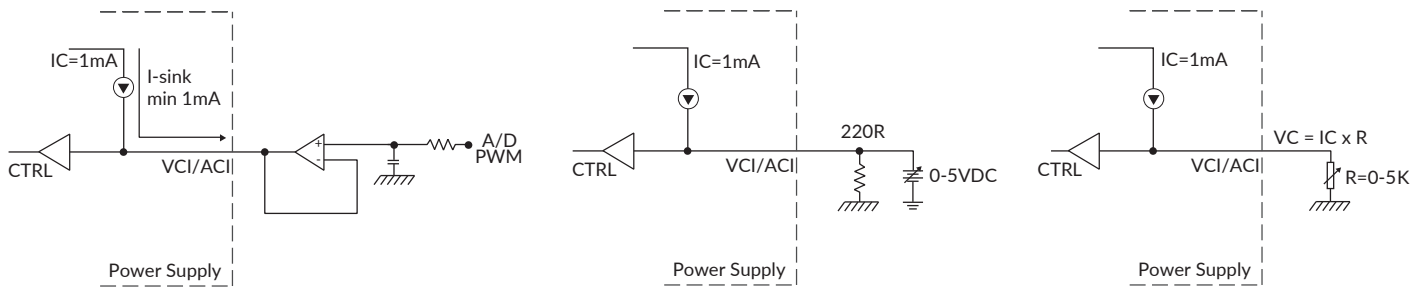 IC=1mA
I-sink
min 1mA
A/D
PWM
CTRL
VCI/ACI
+
-
Power Supply
IC=1mA
220R
CTRL
VCI/ACI
0-5VDC
Power Supply
IC=1mA
VC = IC x R
CTRL
VCI/ACI
R=0-5K
Power Supply